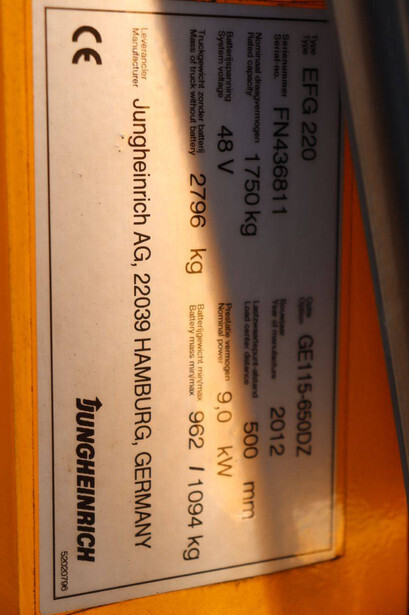 Type
Type EFG 220
Optie
Option GE115-650DZ
Serienummer
Serial-no. FN436811
Bouwjaar
Year of manufacture 2012
Nominaal draagvermogen
Rated capacity 1750 kg
Lastzwaartepunt-afstand
Load center distance 500 mm
Batterijspanning
System voltage 48 V
Prestatie vermogen
Nominal power 9,0 kW
Truckgewicht zonder batterij
Mass of truck without battery 2796 kg
Batterijgewicht min/max
Battery mass min/max 962 / 1094 kg
Leverancier
Manufacturer Jungheinrich AG, 22039 HAMBURG, GERMANY
CE
JUNGHEINRICH
52020796